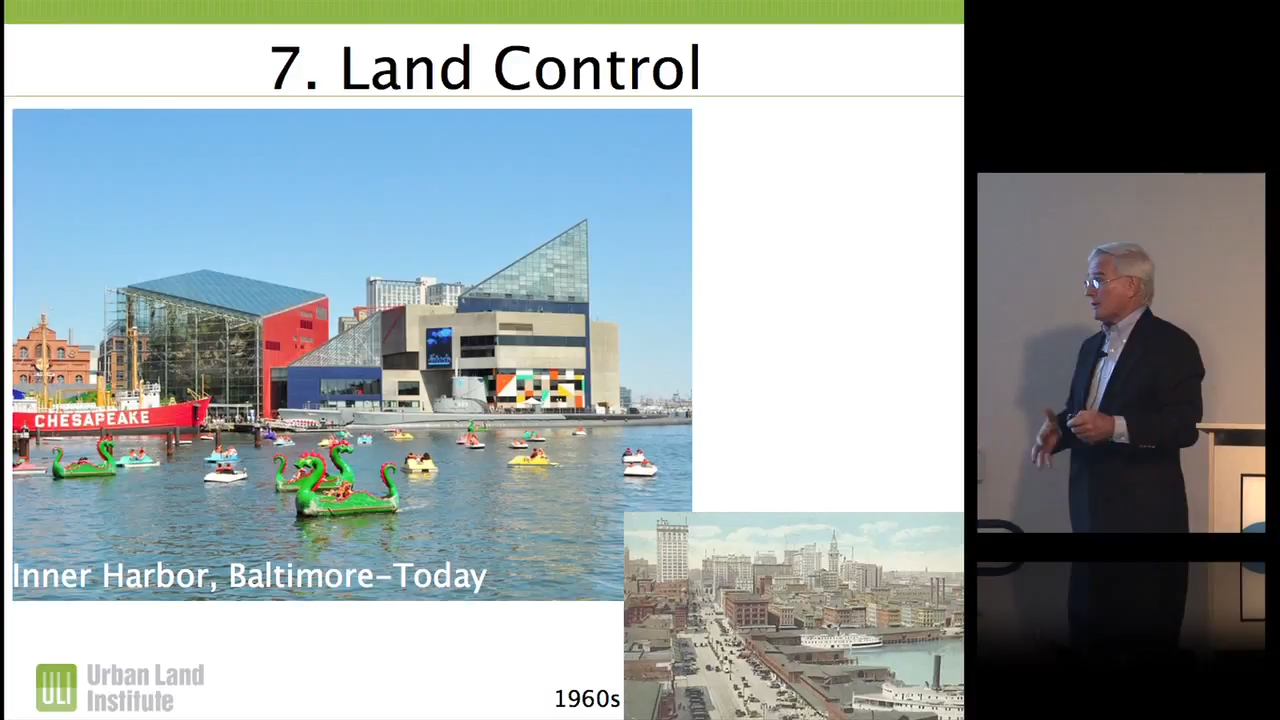 7. Land Control
CHESAPEAKE
Inner Harbor, Baltimore-Today
ULI
Urban Land
Institute
1960s